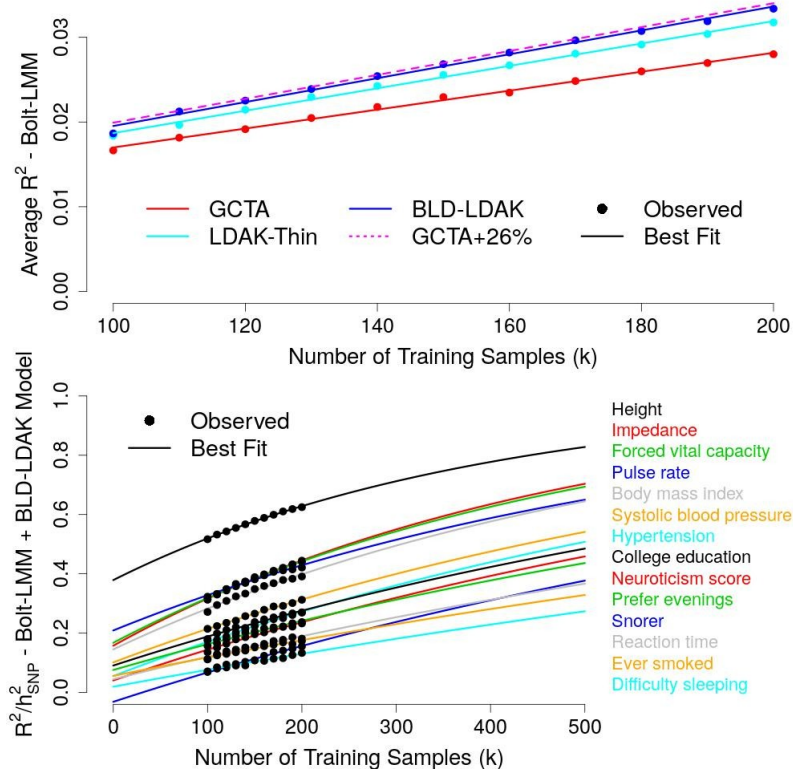 Average R² - Bolt-LMM
0.03
0.02
0.01
0.00
GCTA
BLD-LDAK
Observed
LDAK-Thin
GCTA+26%
Best Fit
100
120
140
160
180
200
Number of Training Samples (k)
R²/h²SNP - Bolt-LMM + BLD-LDAK Model
1.0
0.8
0.6
0.4
0.2
0.0
Observed
Best Fit
0
100
200
300
400
500
Number of Training Samples (k)
Height
Impedance
Forced vital capacity
Pulse rate
Body mass index
Systolic blood pressure
Hypertension
College education
Neuroticism score
Prefer evenings
Snorer
Reaction time
Ever smoked
Difficulty sleeping